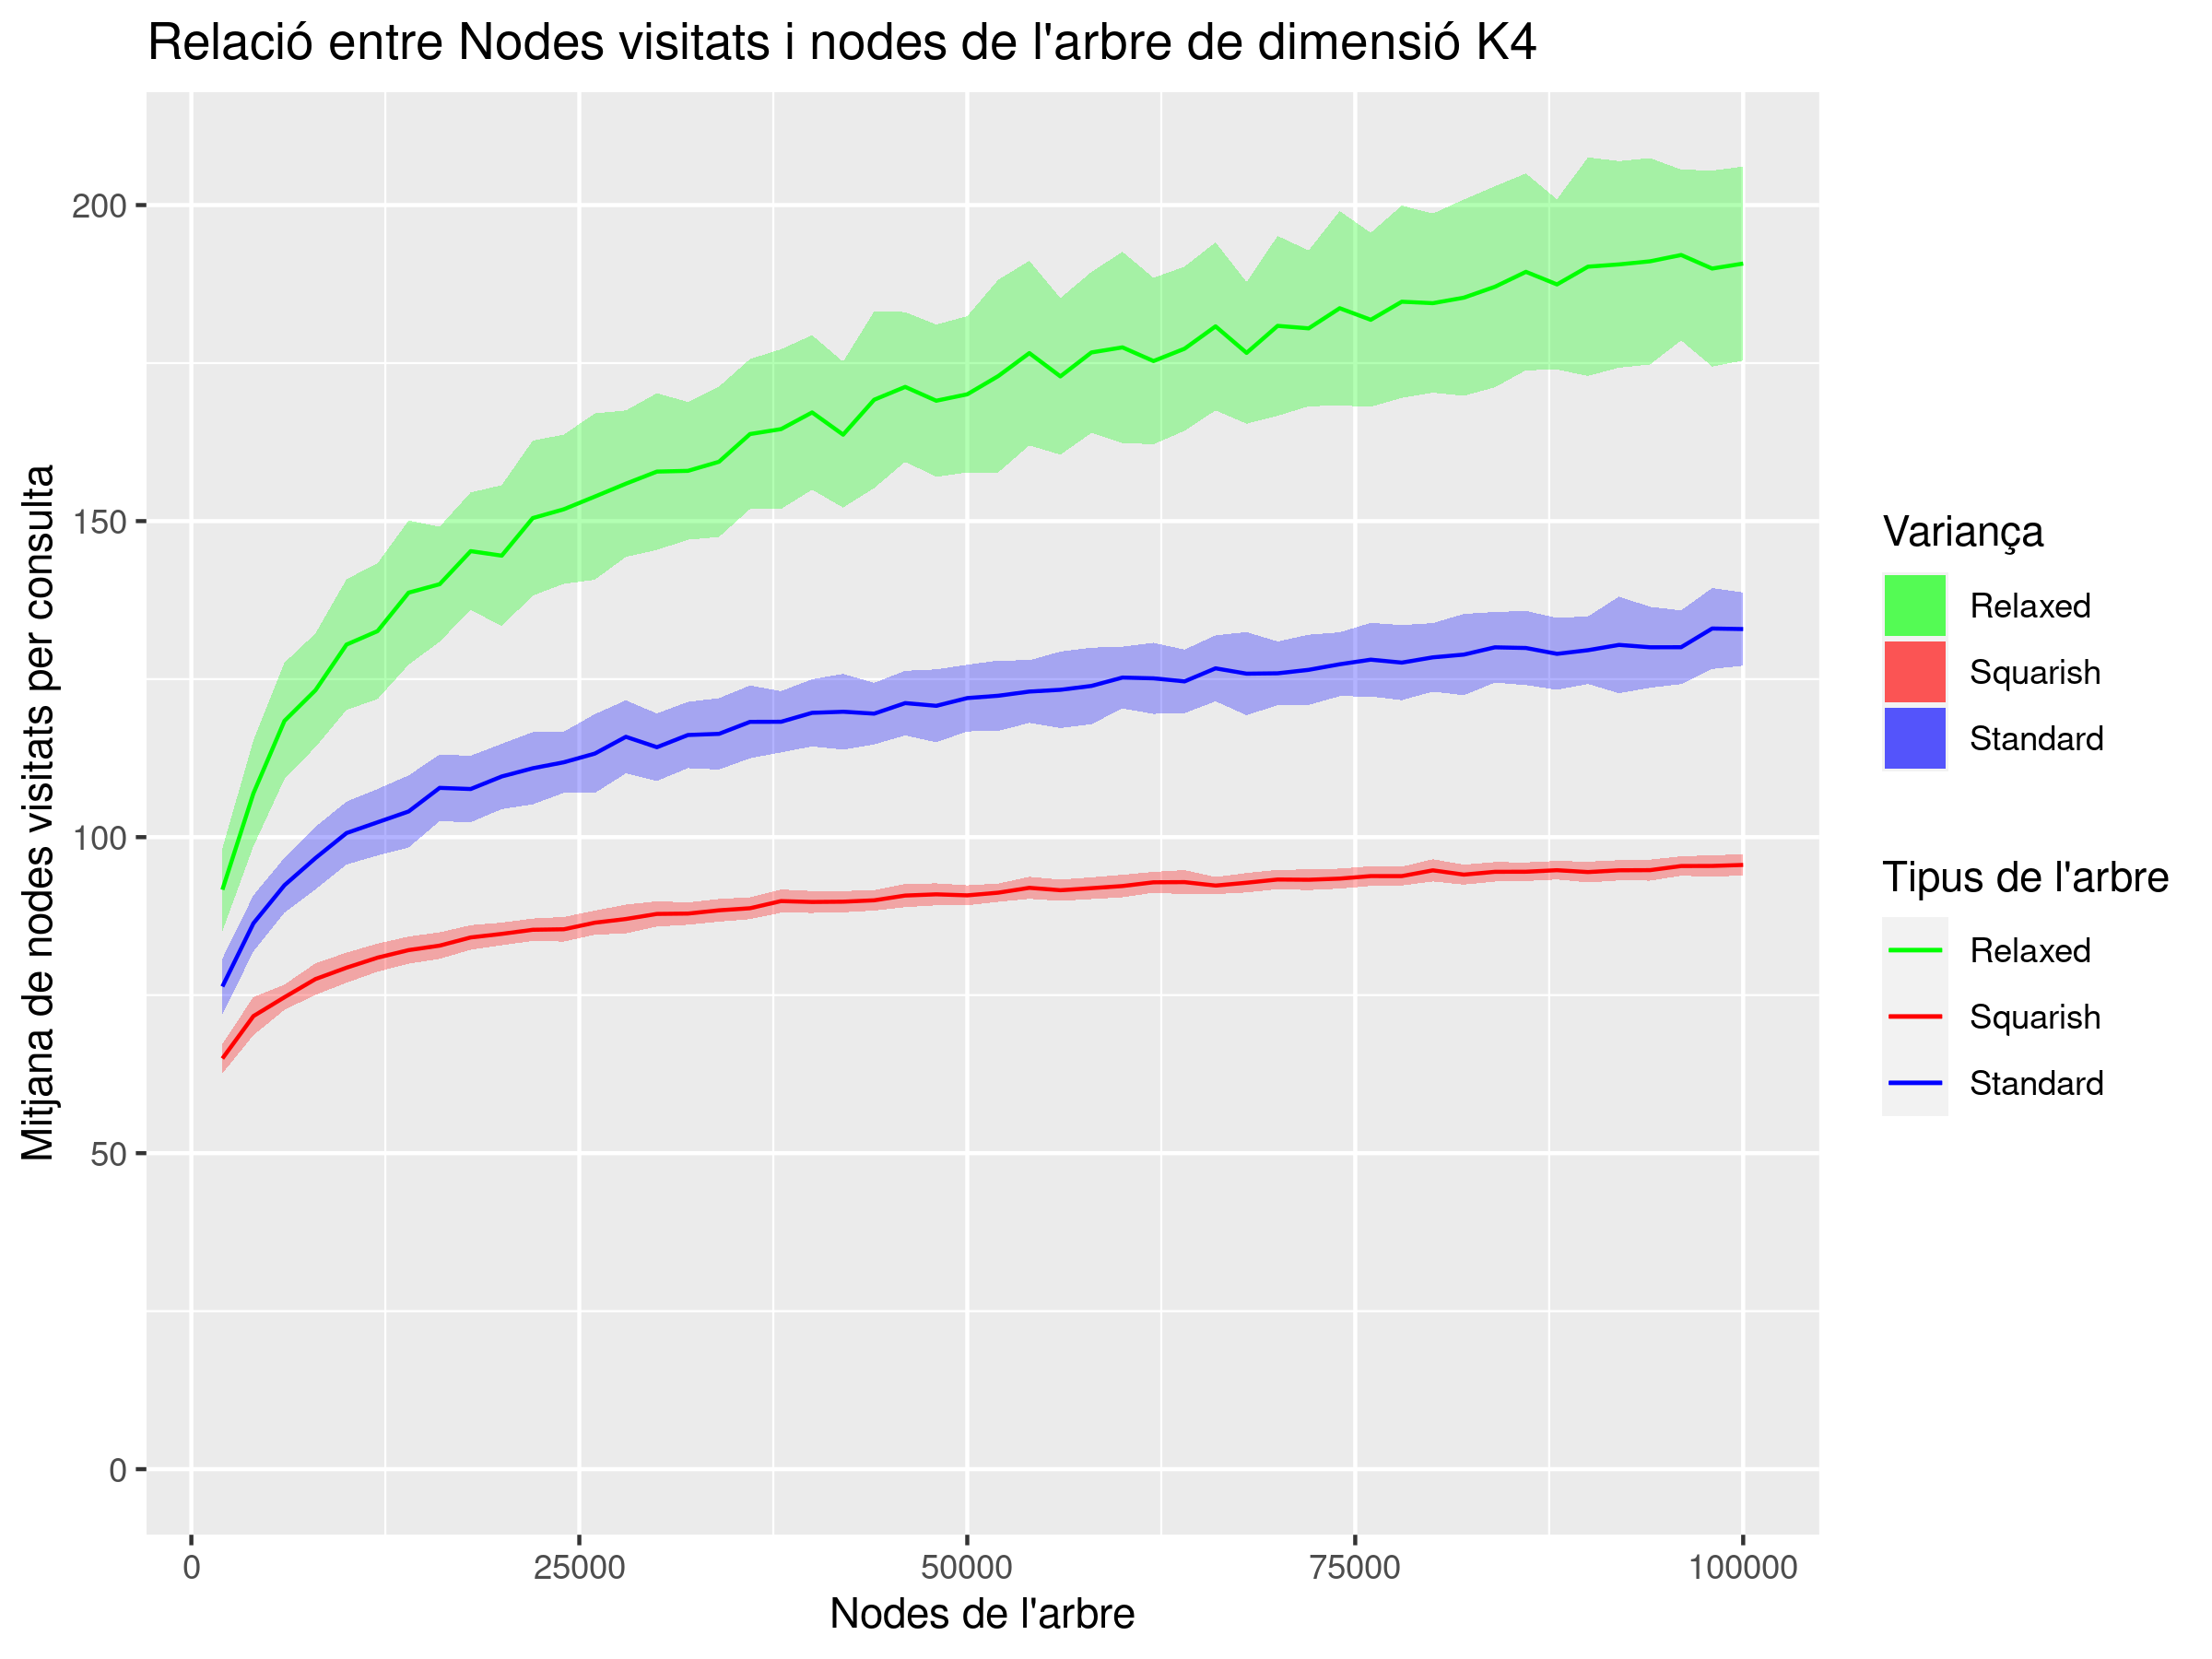 Relació entre Nodes visitats i nodes de l'arbre de dimensió K4
Mitjana de nodes visitats per consulta
200
150
100
50
0
0
25000
50000
75000
100000
Nodes de l'arbre
Variança
Relaxed
Squarish
Standard
Tipus de l'arbre
Relaxed
Squarish
Standard